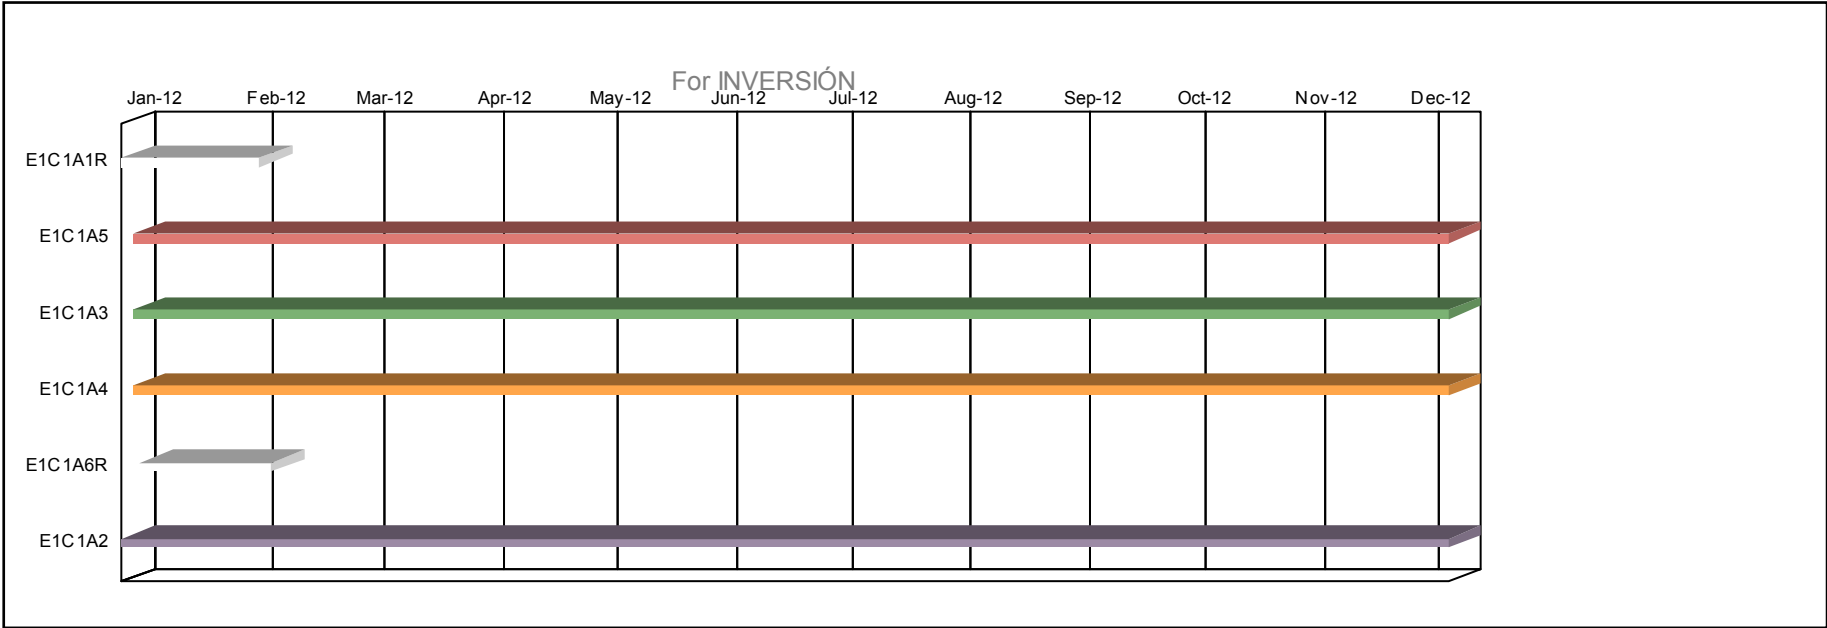 For INVERSIÓN
Jan-12 Feb-12 Mar-12 Apr-12 May-12 Jun-12 Jul-12 Aug-12 Sep-12 Oct-12 Nov-12 Dec-12
E1C1A1R
E1C1A5
E1C1A3
E1C1A4
E1C1A6R
E1C1A2